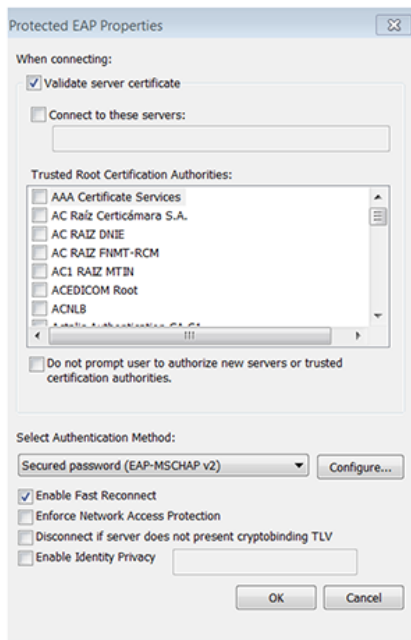 Protected EAP Properties
When connecting:
Validate server certificate
Connect to these servers:
Trusted Root Certification Authorities:
AAA Certificate Services
AC Raíz Certicámara S.A.
AC RAIZ DNIE
AC RAIZ FNMT-RCM
AC1 RAIZ MTIN
ACEDICOM Root
ACNLB
Do not prompt user to authorize new servers or trusted
certification authorities.
Select Authentication Method:
Secured password (EAP-MSCHAP v2)
Configure...
Enable Fast Reconnect
Enforce Network Access Protection
Disconnect if server does not present cryptobinding TLV
Enable Identity Privacy
OK
Cancel